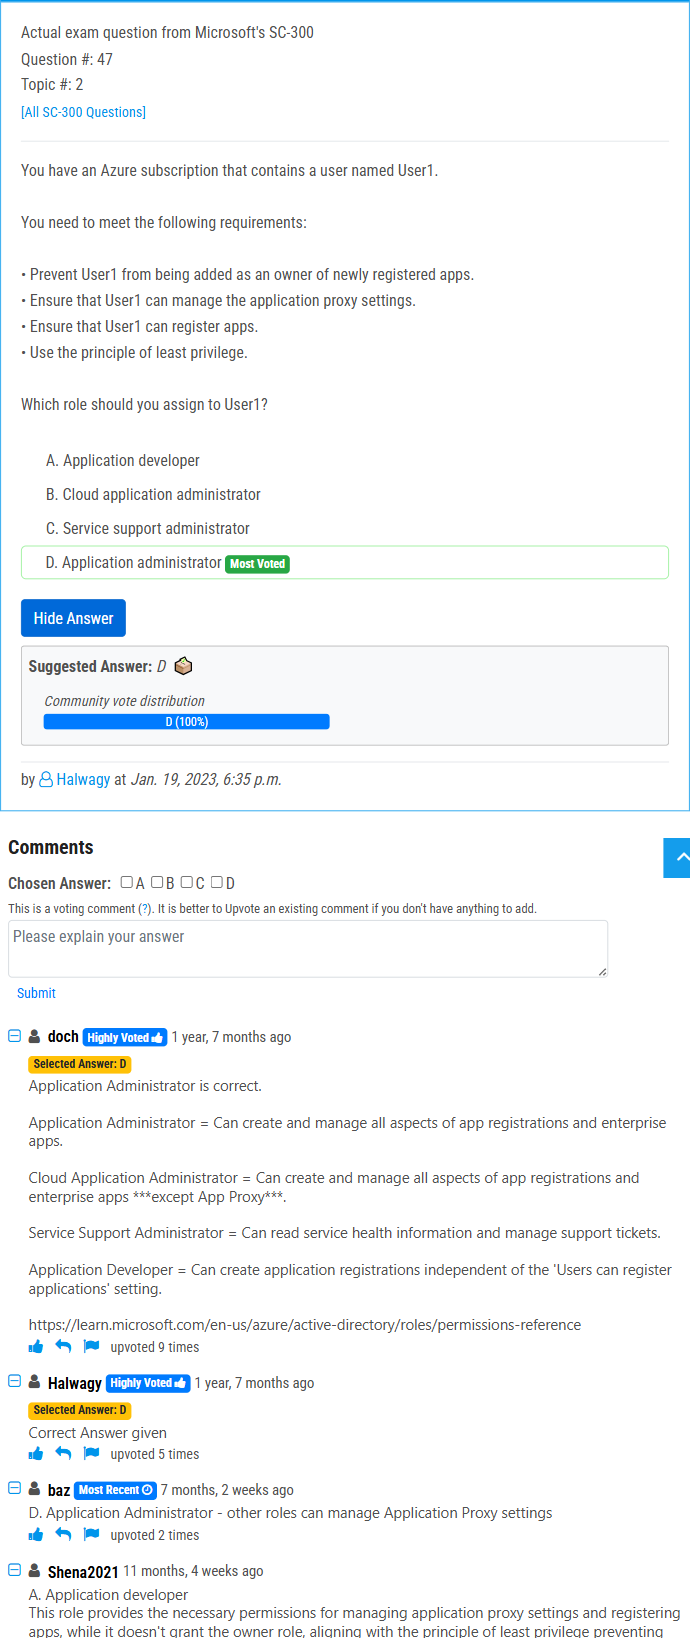 Actual exam question from Microsoft's SC-300
Question #: 47
Topic #: 2
[All SC-300 Questions]
You have an Azure subscription that contains a user named User1.
You need to meet the following requirements:
• Prevent User1 from being added as an owner of newly registered apps.
• Ensure that User1 can manage the application proxy settings.
• Ensure that User1 can register apps.
• Use the principle of least privilege.
Which role should you assign to User1?
A. Application developer
B. Cloud application administrator
C. Service support administrator
D. Application administrator Most Voted
Hide Answer
Suggested Answer: D
Community vote distribution
D (100%)
by Halwagy at Jan. 19, 2023, 6:35 p.m.
Comments
Chosen Answer: A B C D
This is a voting comment (?). It is better to Upvote an existing comment if you don't have anything to add.
Please explain your answer
Submit
doch Highly Voted 1 year, 7 months ago
Selected Answer: D
Application Administrator is correct.
Application Administrator = Can create and manage all aspects of app registrations and enterprise
apps.
Cloud Application Administrator = Can create and manage all aspects of app registrations and
enterprise apps ***except App Proxy***.
Service Support Administrator = Can read service health information and manage support tickets.
Application Developer = Can create application registrations independent of the 'Users can register
applications' setting.
https://learn.microsoft.com/en-us/azure/active-directory/roles/permissions-reference
upvoted 9 times
Halwagy Highly Voted 1 year, 7 months ago
Selected Answer: D
Correct Answer given
upvoted 5 times
baz Most Recent 7 months, 2 weeks ago
D. Application Administrator - other roles can manage Application Proxy settings
upvoted 2 times
Shena2021 11 months, 4 weeks ago
A. Application developer
This role provides the necessary permissions for managing application proxy settings and registering
apps, while it doesn't grant the owner role, aligning with the principle of least privilege preventing